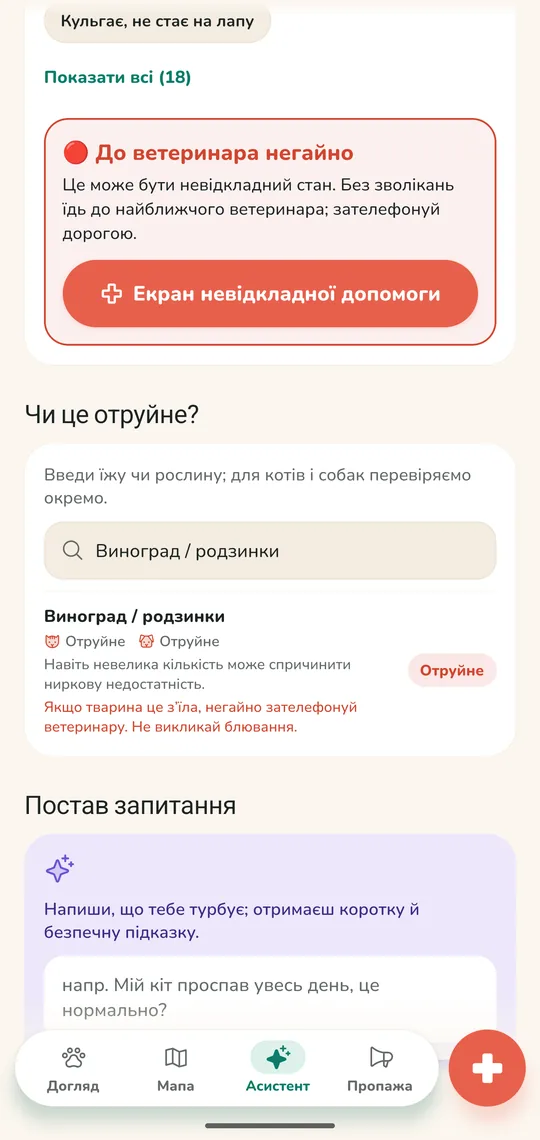 Кульгає, не стає на лапу
Показати всі (18)
До ветеринара негайно
Це може бути невідкладний стан. Без зволікань
їдь до найближчого ветеринара; зателефонуй
дорогою.
Екран невідкладної допомоги
Чи це отруйне?
Введи їжу чи рослину; для котів і собак перевіряємо
окремо.
Виноград / родзинки
Виноград / родзинки
Отруйне Отруйне
Навіть невелика кількість може спричинити
ниркову недостатність.
Отруйне
Якщо тварина це з’їла, негайно зателефонуй
ветеринару. Не викликай блювання.
Постав запитання
Напиши, що тебе турбує; отримаєш коротку й
безпечну підказку.
напр. Мій кіт проспав увесь день, це
нормально?
Догляд Мапа Асистент Пропажа